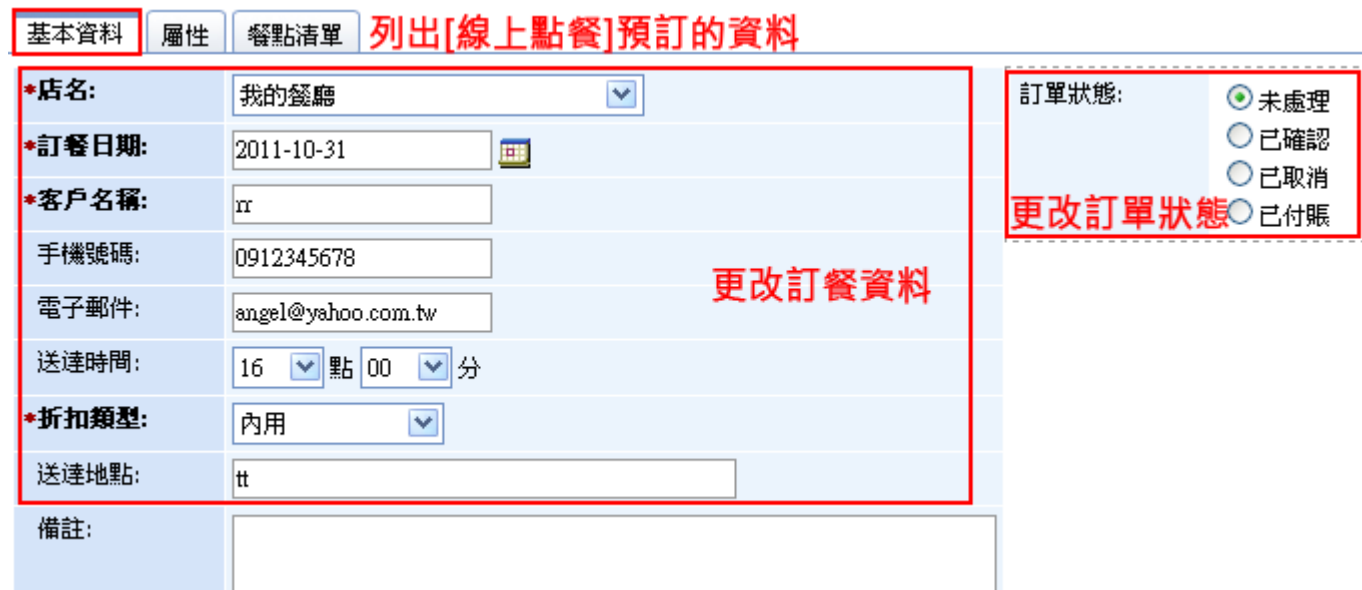 基本資料 屬性 餐點清單 列出[線上點餐]預訂的資料
*店名: 我的餐廳
*訂餐日期: 2011-10-31
*客戶名稱: rr
手機號碼: 0912345678
電子郵件: angel@yahoo.com.tw
送達時間: 16 點 00 分
*折扣類型: 內用
送達地點: tt
備註:
更改訂餐資料
訂單狀態: 未處理
已確認
已取消
已付賬
更改訂單狀態